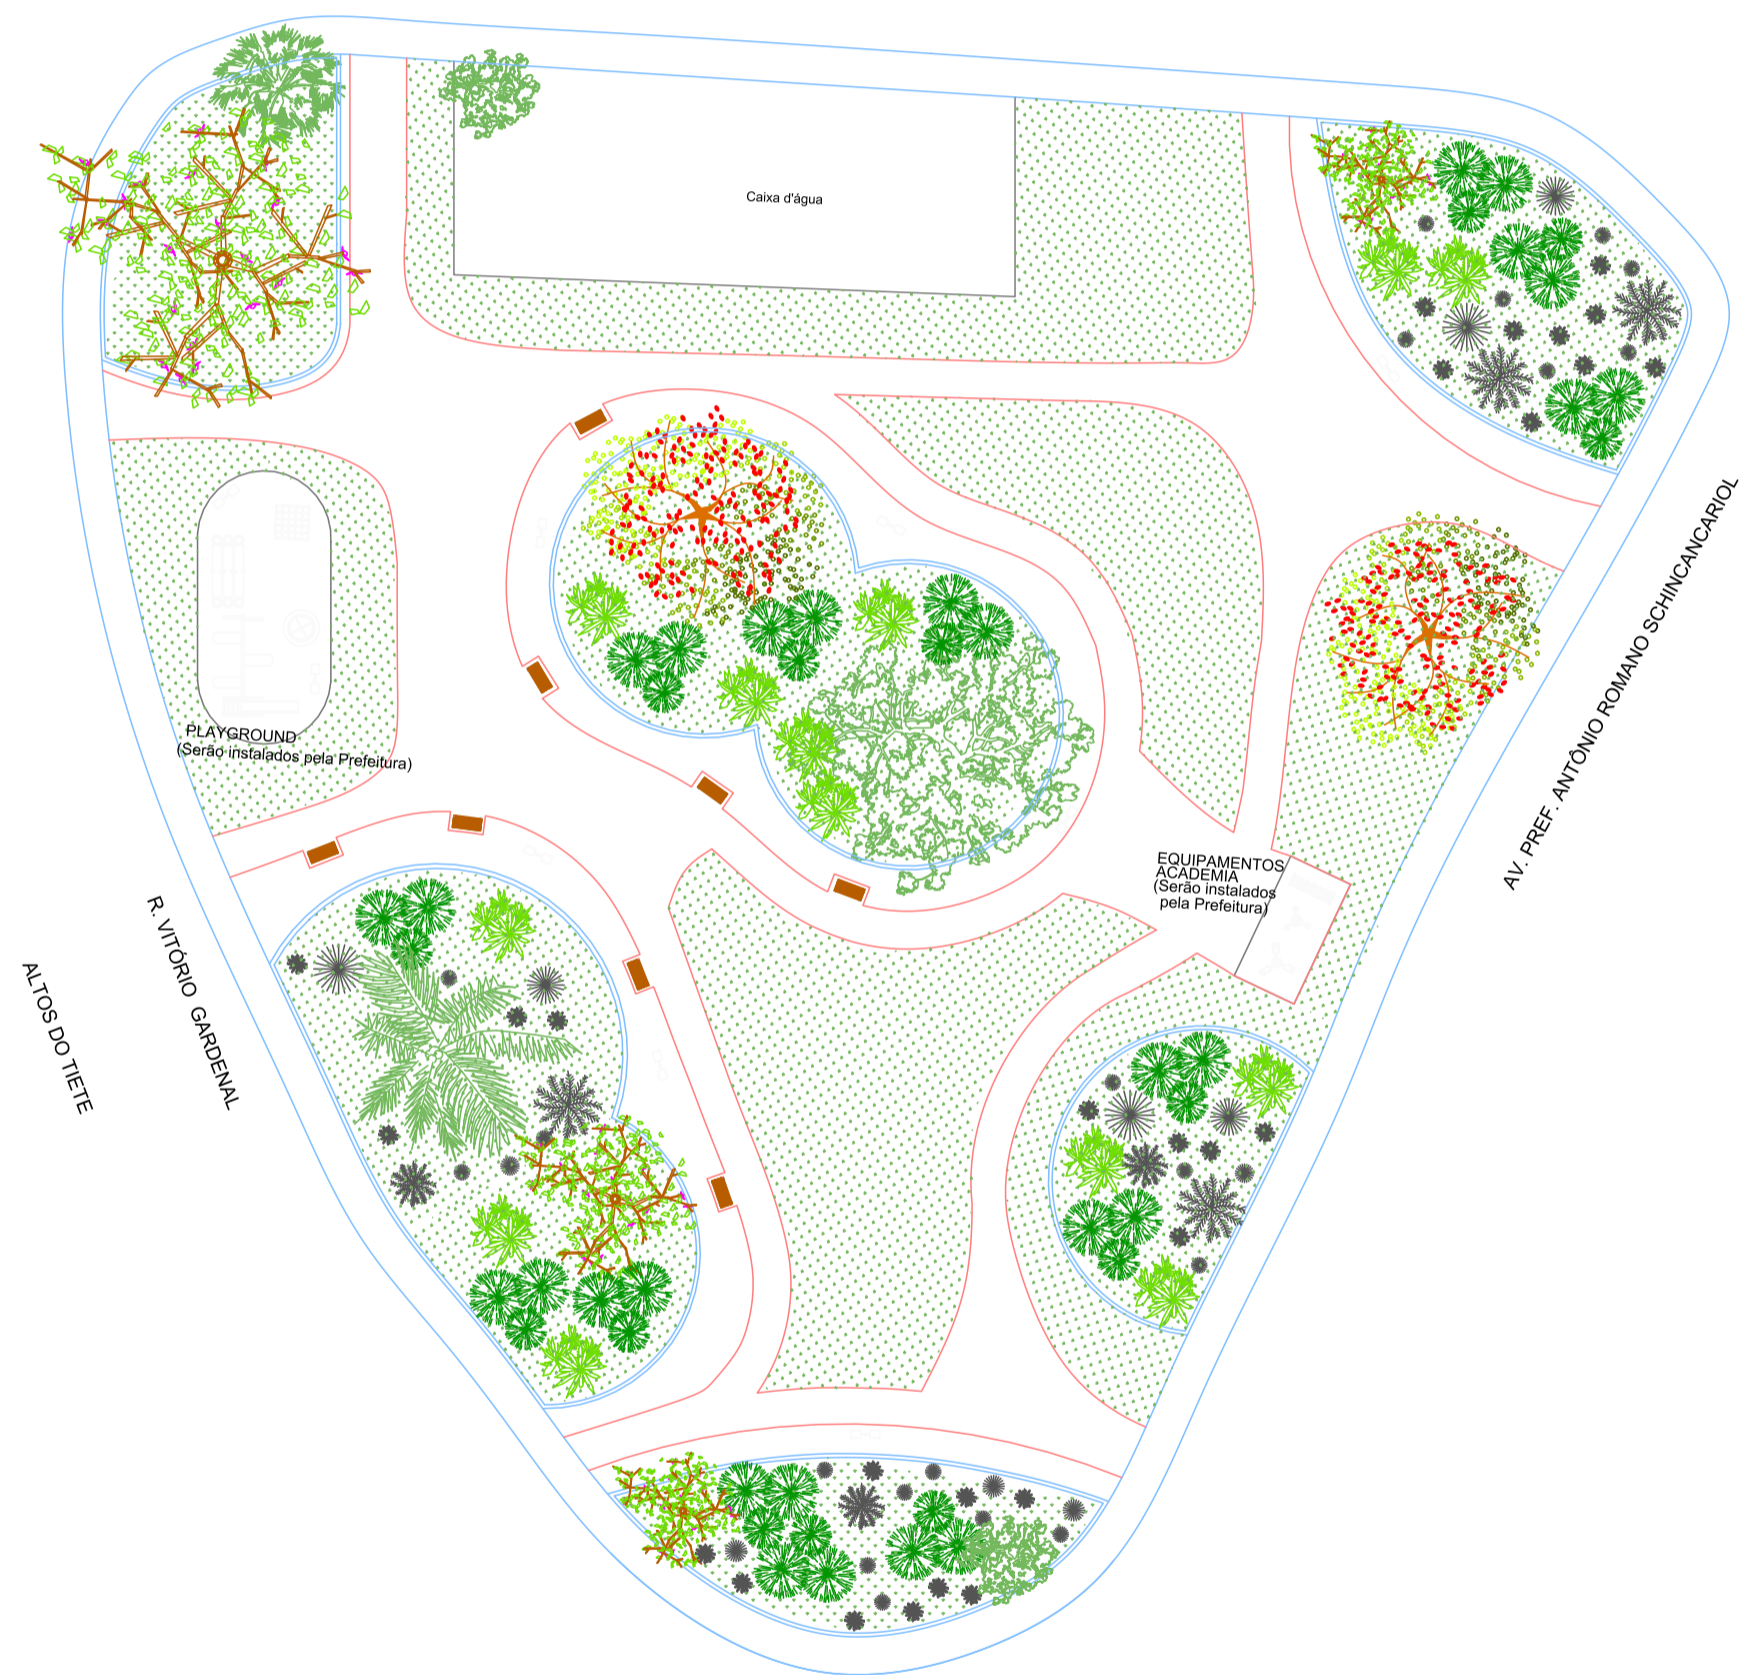 Caixa d'água
PLAYGROUND
(Serão instalados pela Prefeitura)
EQUIPAMENTOS
ACADEMIA
(Serão instalados
pela Prefeitura)
AV. PREF. ANTÔNIO ROMANO SCHINCARIOL
R. VITÓRIO GARDENAL
ALTOS DO TIETE